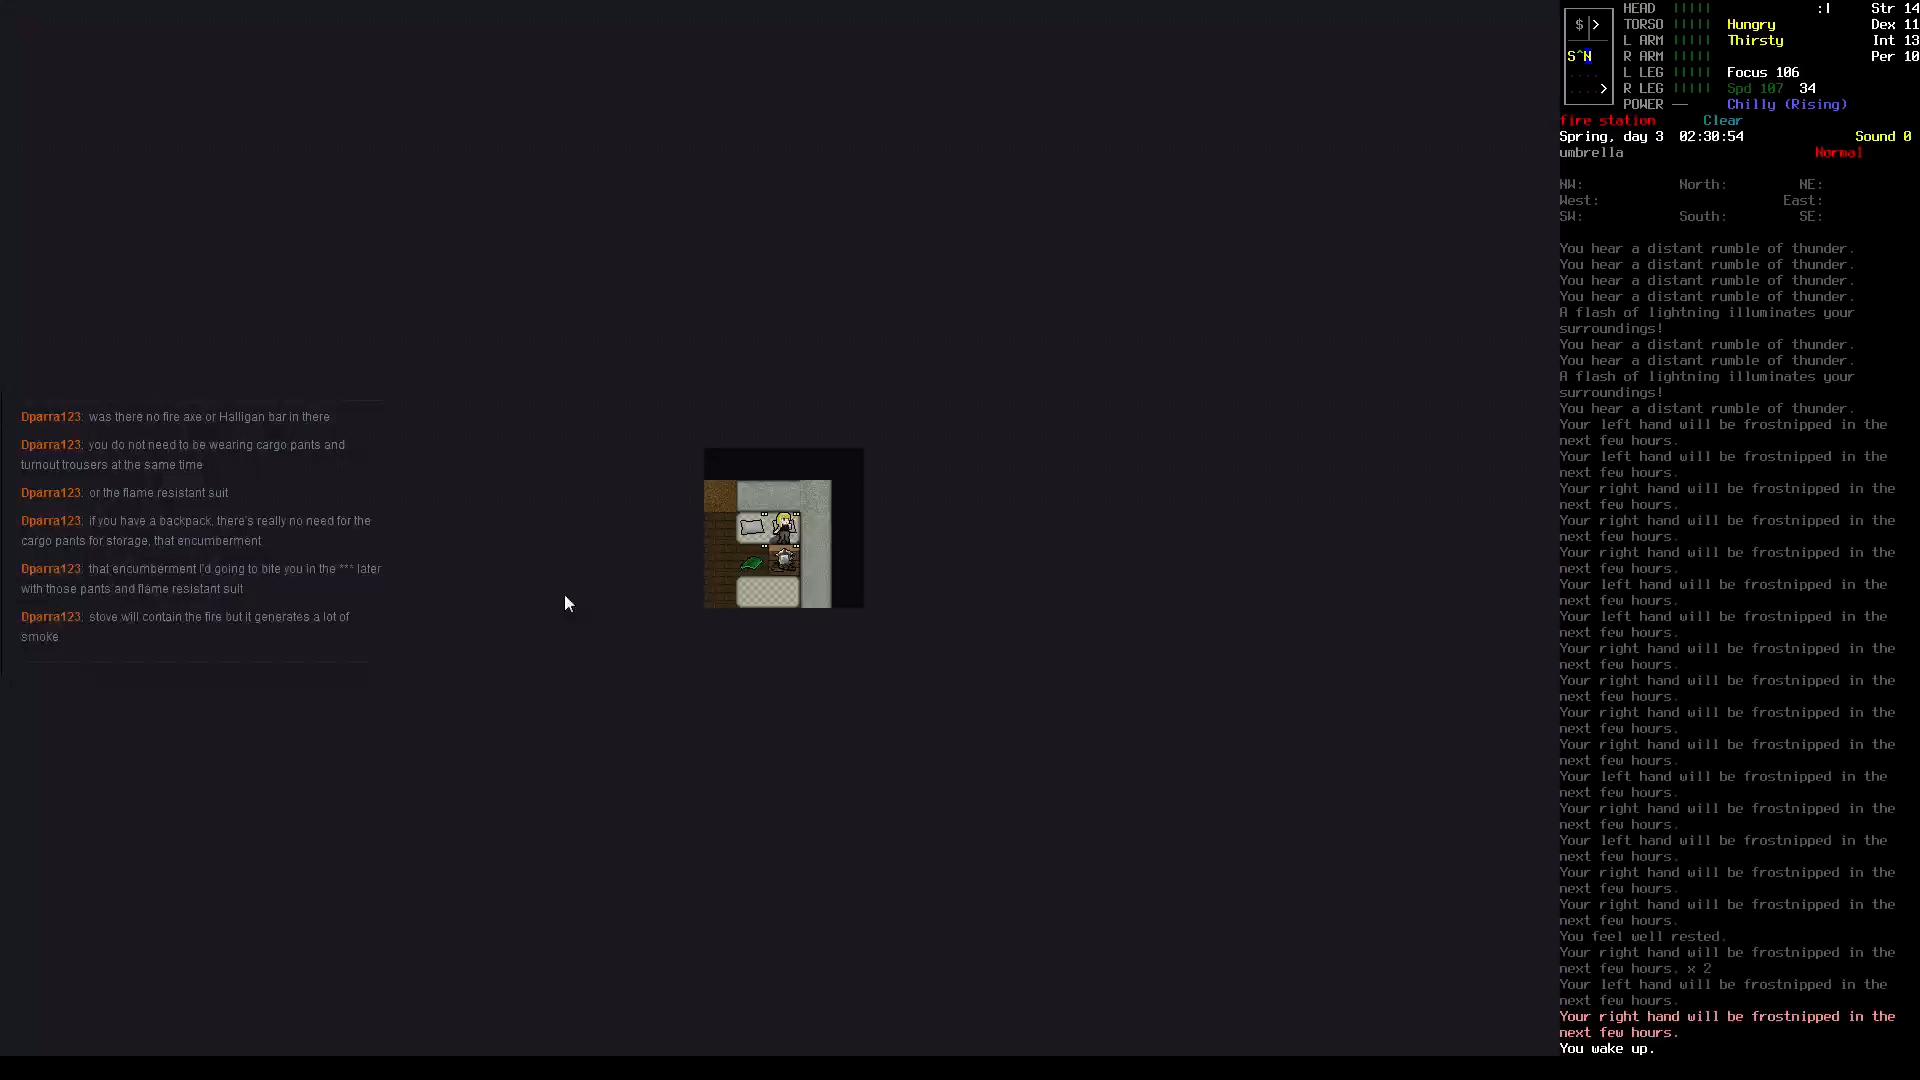 Dparra123: was there no fire axe or Halligan bar in there
Dparra123: you do not need to be wearing cargo pants and
turnout trousers at the same time
Dparra123: or the flame resistant suit
Dparra123: if you have a backpack, there's really no need for the
cargo pants for storage, that encumberment
Dparra123: that encumberment I'd going to bite you in the *** later
with those pants and flame resistant suit
Dparra123: stove will contain the fire but it generates a lot of
smoke
HEAD ||||| :| Str 14
$|> TORSO ||||| Hungry Dex 11
L ARM ||||| Thirsty Int 13
S^N R ARM ||||| Per 10
.... L LEG ||||| Focus 106
....> R LEG ||||| Spd 107 34
POWER — Chilly (Rising)
fire station Clear
Spring, day 3 02:30:54 Sound 0
umbrella Normal
NW: North: NE:
West: East:
SW: South: SE:
You hear a distant rumble of thunder.
You hear a distant rumble of thunder.
You hear a distant rumble of thunder.
You hear a distant rumble of thunder.
A flash of lightning illuminates your
surroundings!
You hear a distant rumble of thunder.
You hear a distant rumble of thunder.
A flash of lightning illuminates your
surroundings!
You hear a distant rumble of thunder.
Your left hand will be frostnipped in the
next few hours.
Your left hand will be frostnipped in the
next few hours.
Your right hand will be frostnipped in the
next few hours.
Your right hand will be frostnipped in the
next few hours.
Your right hand will be frostnipped in the
next few hours.
Your left hand will be frostnipped in the
next few hours.
Your left hand will be frostnipped in the
next few hours.
Your right hand will be frostnipped in the
next few hours.
Your right hand will be frostnipped in the
next few hours.
Your right hand will be frostnipped in the
next few hours.
Your right hand will be frostnipped in the
next few hours.
Your left hand will be frostnipped in the
next few hours.
Your right hand will be frostnipped in the
next few hours.
Your left hand will be frostnipped in the
next few hours.
Your right hand will be frostnipped in the
next few hours.
Your right hand will be frostnipped in the
next few hours.
You feel well rested.
Your right hand will be frostnipped in the
next few hours. x 2
Your left hand will be frostnipped in the
next few hours.
Your right hand will be frostnipped in the
next few hours.
You wake up.